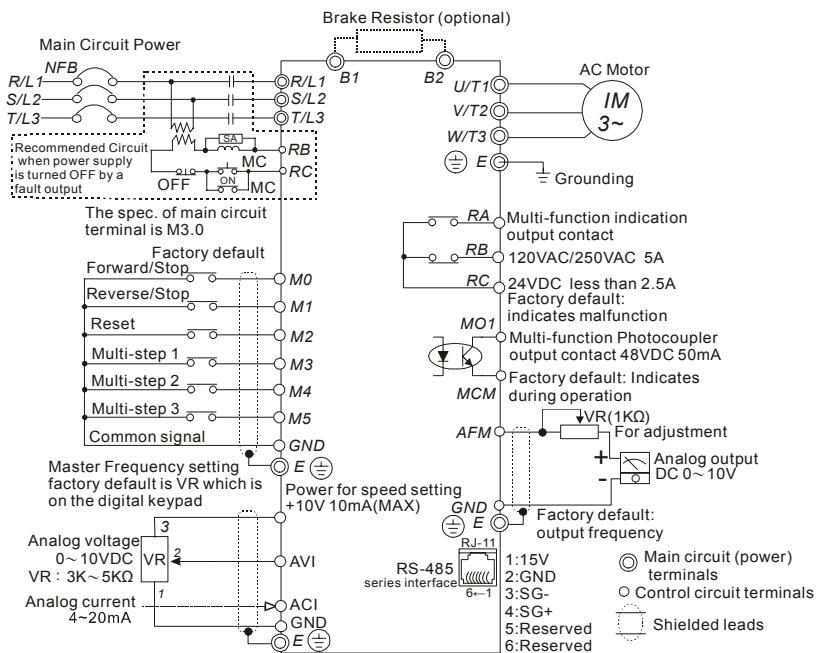 Brake Resistor (optional)
Main Circuit Power
NFB
R/L1
S/L2
T/L3
R/L1
S/L2
T/L3
B1
B2
U/T1
V/T2
W/T3
E
AC Motor
IM
3~
Grounding
Recommended Circuit
when power supply
is turned OFF by a
fault output
SA
MC
OFF
ON
MC
RB
RC
The spec. of main circuit
terminal is M3.0
Factory default
Forward/Stop
Reverse/Stop
Reset
Multi-step 1
Multi-step 2
Multi-step 3
Common signal
M0
M1
M2
M3
M4
M5
GND
E
RA
RB
RC
Multi-function indication
output contact
120VAC/250VAC 5A
24VDC less than 2.5A
Factory default:
indicates malfunction
MO1
Multi-function Photocoupler
output contact 48VDC 50mA
MCM
Factory default: Indicates
during operation
AFM
VR(1KΩ)
For adjustment
+
-
Analog output
DC 0~10V
GND
E
Factory default:
output frequency
Master Frequency setting
factory default is VR which is
on the digital keypad
Power for speed setting
+10V 10mA(MAX)
Analog voltage
0~10VDC
VR : 3K~5KΩ
3
VR
2
1
AVI
Analog current
4~20mA
ACI
GND
E
RS-485
series interface
RJ-11
6←1
1:15V
2:GND
3:SG-
4:SG+
5:Reserved
6:Reserved
Main circuit (power)
terminals
Control circuit terminals
Shielded leads